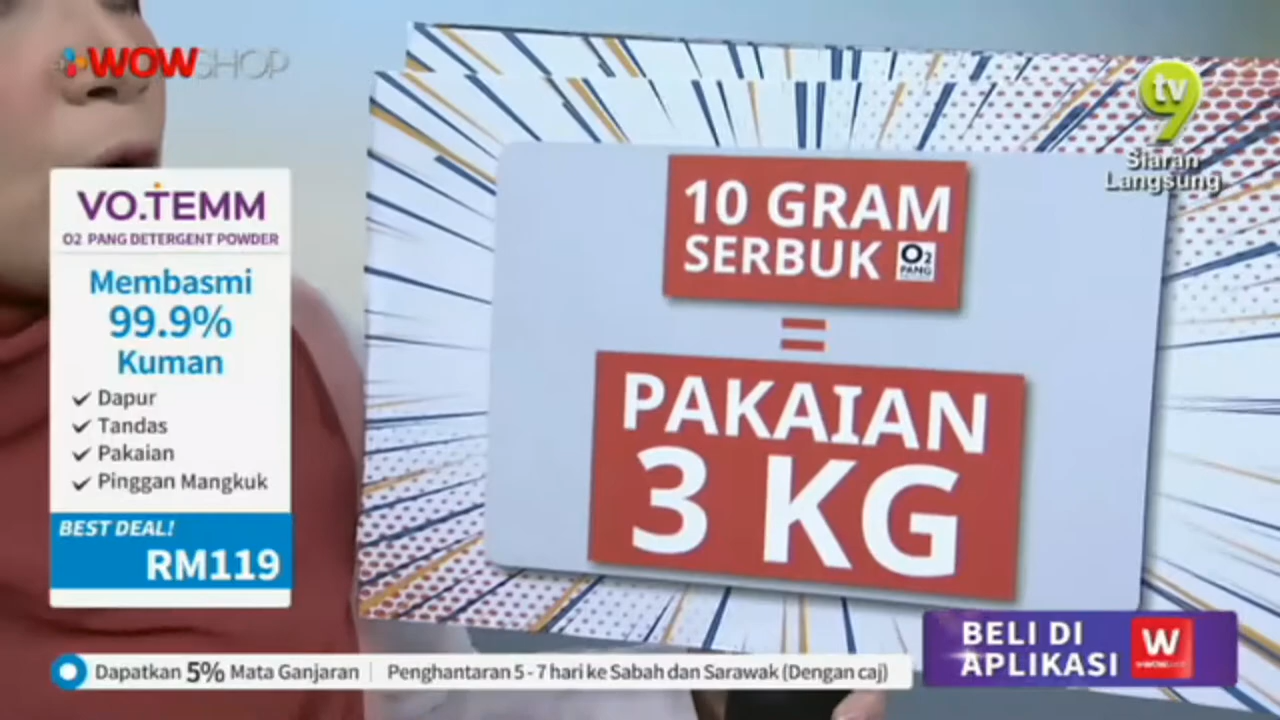 WOWSHOP
tv9
Siaran
Langsung
VO.TEMM
O2 PANG DETERGENT POWDER
Membasmi
99.9%
Kuman
✓ Dapur
✓ Tandas
✓ Pakaian
✓ Pinggan Mangkuk
BEST DEAL!
RM119
10 GRAM
SERBUK O2 PANG
=
PAKAIAN
3 KG
BELI DI
APLIKASI W
Dapatkan 5% Mata Ganjaran | Penghantaran 5 - 7 hari ke Sabah dan Sarawak (Dengan caj)